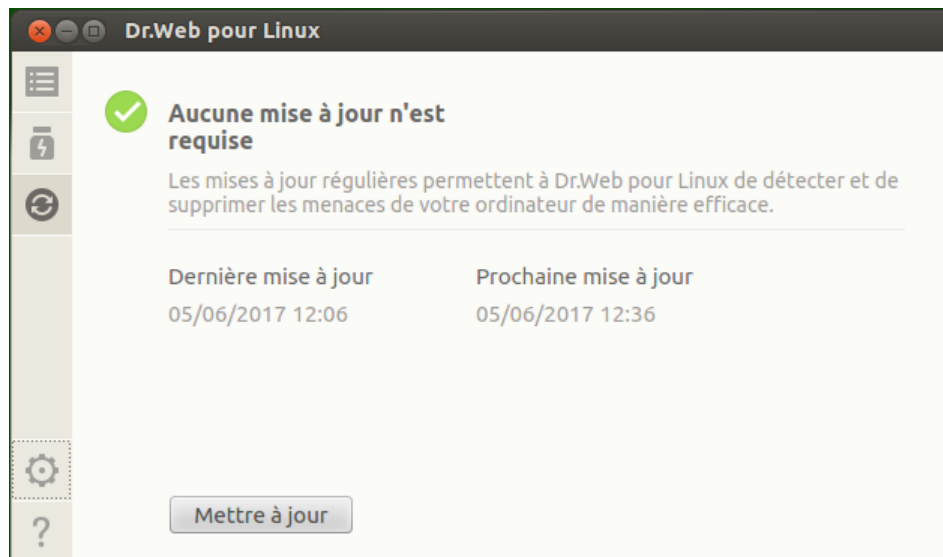 Dr.Web pour Linux
Aucune mise à jour n'est
requise
Les mises à jour régulières permettent à Dr.Web pour Linux de détecter et de
supprimer les menaces de votre ordinateur de manière efficace.
Dernière mise à jour
Prochaine mise à jour
05/06/2017 12:06
05/06/2017 12:36
Mettre à jour
?